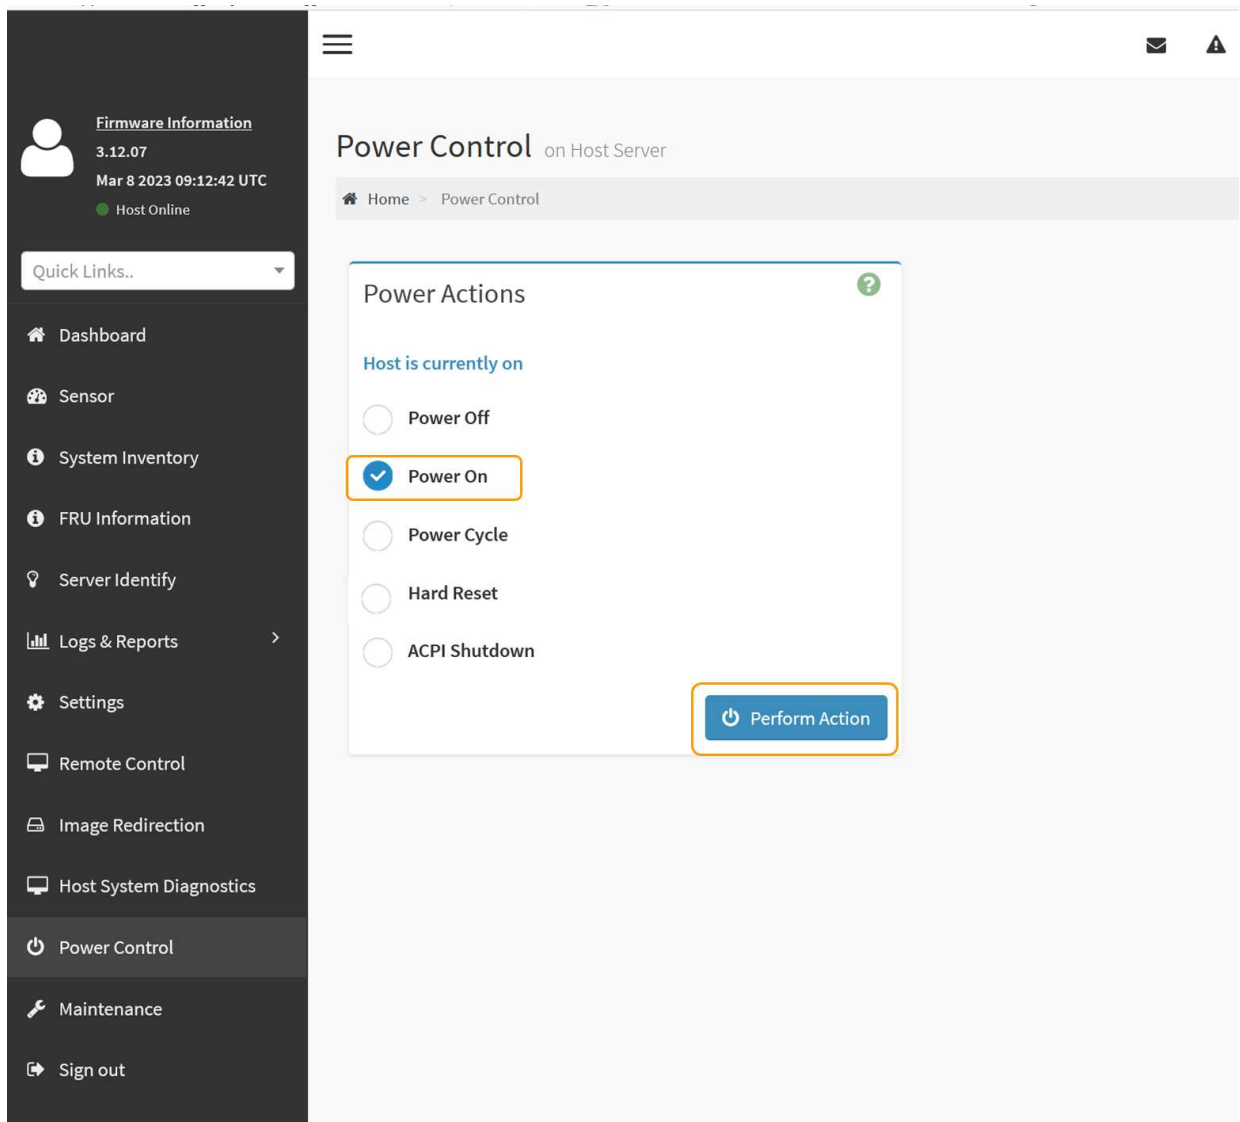 Firmware Information
3.12.07
Mar 8 2023 09:12:42 UTC
Host Online
Quick Links..
Dashboard
Sensor
System Inventory
FRU Information
Server Identify
Logs & Reports
Settings
Remote Control
Image Redirection
Host System Diagnostics
Power Control
Maintenance
Sign out
Power Control on Host Server
Home > Power Control
Power Actions
Host is currently on
Power Off
Power On
Power Cycle
Hard Reset
ACPI Shutdown
Perform Action